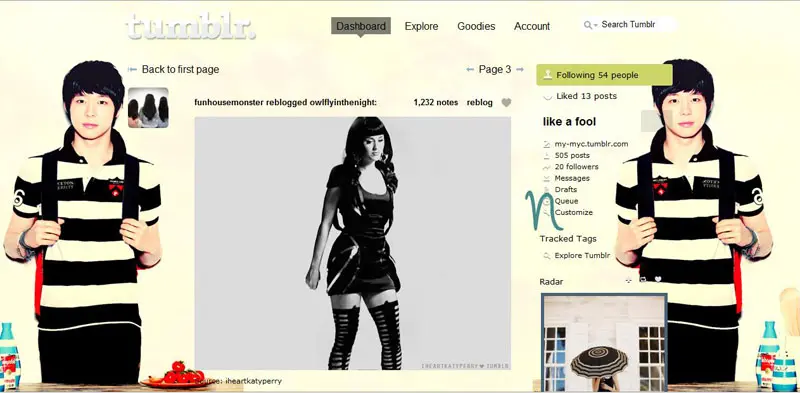 tumblr.
Dashboard Explore Goodies Account
Search Tumblr
Back to first page
Page 3
funhousemonster reblogged owlflyinthenight:
1,232 notes reblog
IHEARTKATYPERRY TUMBLR
Source: iheartkatyperry
Following 54 people
Liked 13 posts
like a fool
my-myc.tumblr.com
505 posts
20 followers
Messages
Drafts
Queue
Customize
n
Tracked Tags
Explore Tumblr
Radar